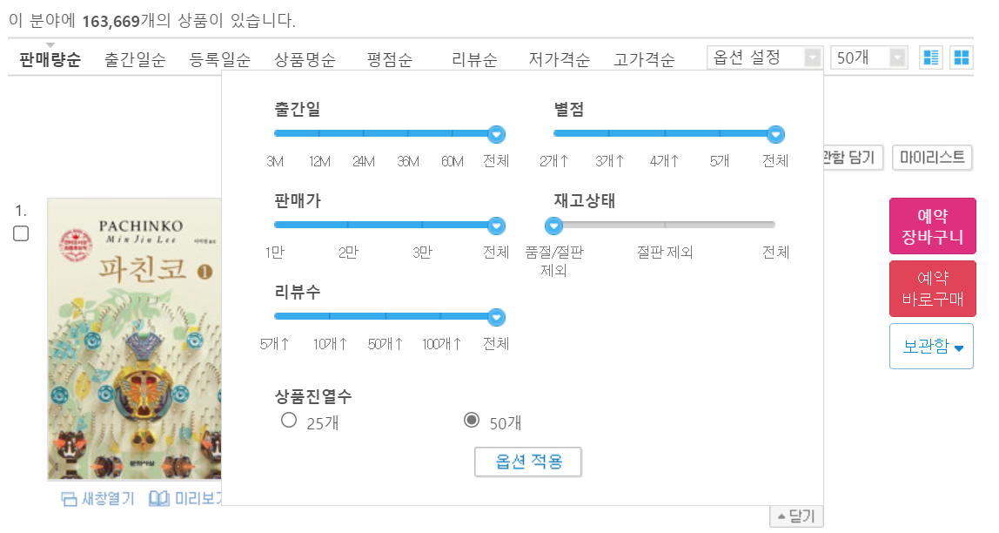 이 분야에 163,669개의 상품이 있습니다.
판매량순 출간일순 등록일순 상품명순 평점순 리뷰순 저가격순 고가격순 옵션 설정 50개
출간일 별점
3M 12M 24M 36M 60M 전체 2개↑ 3개↑ 4개↑ 5개 전체
관함 담기 마이리스트
판매가 재고상태
1만 2만 3만 전체 품절/절판 제외 절판 제외 전체
리뷰수
5개↑ 10개↑ 50개↑ 100개↑ 전체
상품진열수
25개 50개
옵션 적용
▲ 닫기
1.
PACHINKO
Min Jin Lee
파친코 1
문학사상
새창열기 미리보기
예약
장바구니
예약
바로구매
보관함